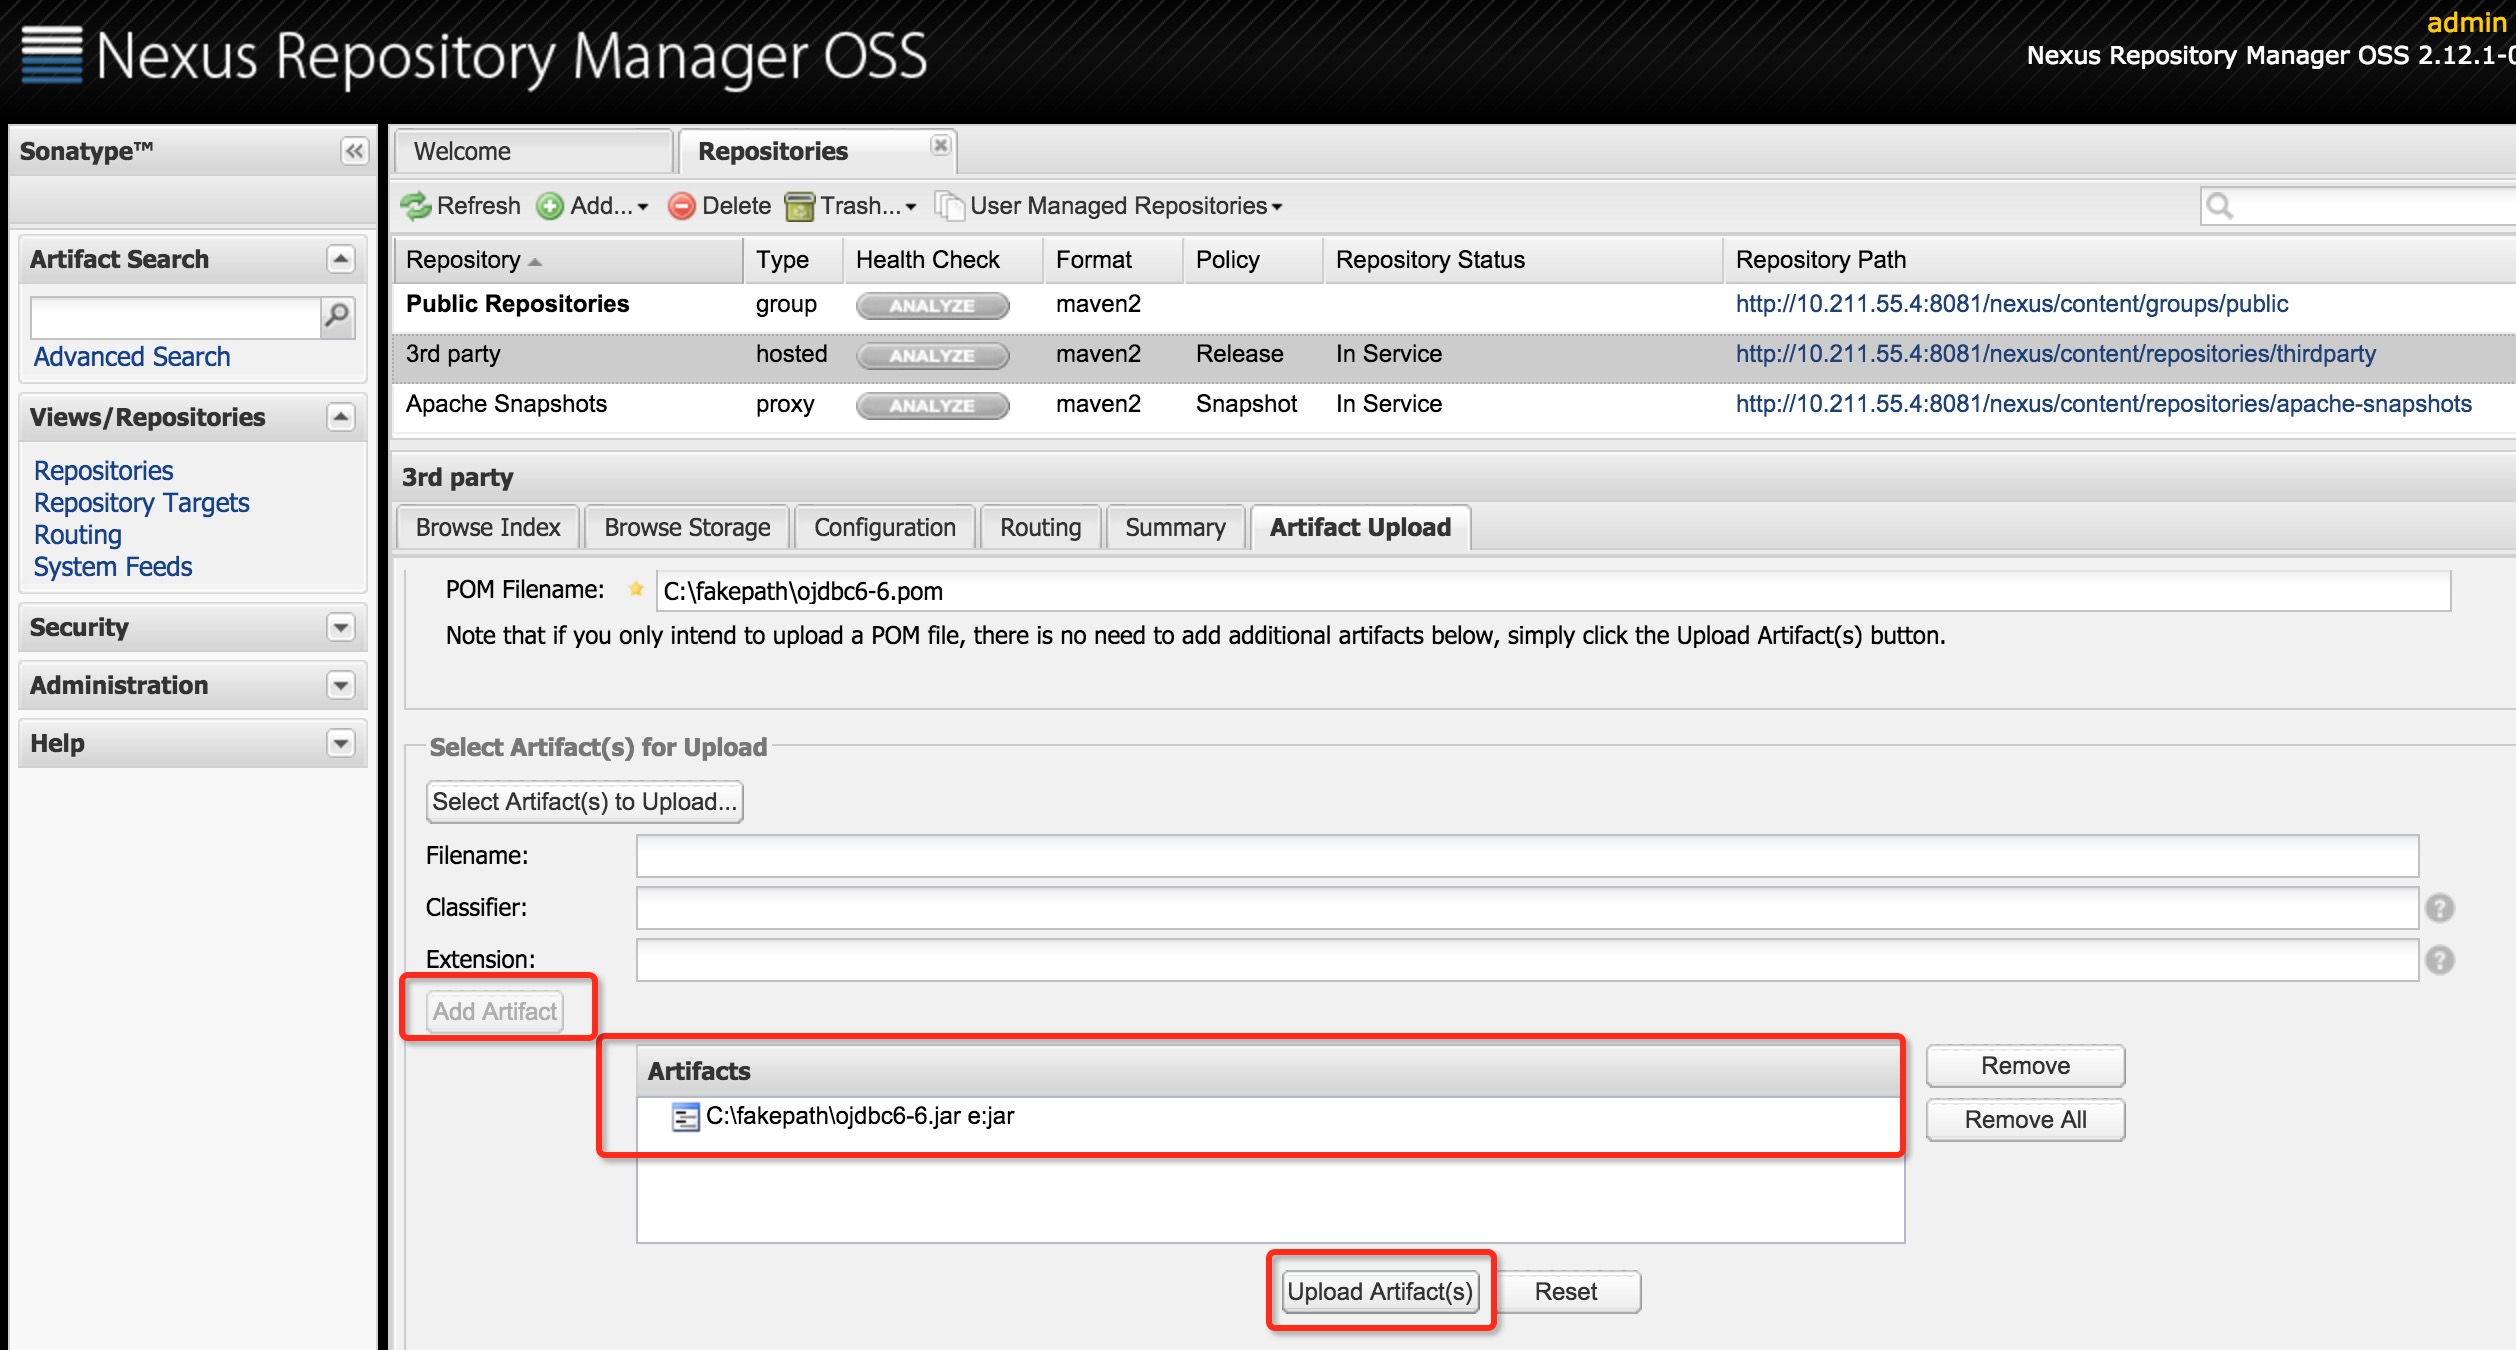 Nexus Repository Manager OSS
admin
Nexus Repository Manager OSS 2.12.1-0
Sonatype™
Welcome
Repositories
Refresh Add... Delete Trash... User Managed Repositories
Artifact Search
Advanced Search
Views/Repositories
Repositories
Repository Targets
Routing
System Feeds
Security
Administration
Help
Repository Type Health Check Format Policy Repository Status Repository Path
Public Repositories group ANALYZE maven2 http://10.211.55.4:8081/nexus/content/groups/public
3rd party hosted ANALYZE maven2 Release In Service http://10.211.55.4:8081/nexus/content/repositories/thirdparty
Apache Snapshots proxy ANALYZE maven2 Snapshot In Service http://10.211.55.4:8081/nexus/content/repositories/apache-snapshots
3rd party
Browse Index Browse Storage Configuration Routing Summary Artifact Upload
POM Filename: C:\fakepath\ojdbc6-6.pom
Note that if you only intend to upload a POM file, there is no need to add additional artifacts below, simply click the Upload Artifact(s) button.
Select Artifact(s) for Upload
Select Artifact(s) to Upload...
Filename:
Classifier: ?
Extension: ?
Add Artifact
Artifacts
C:\fakepath\ojdbc6-6.jar e:jar
Remove
Remove All
Upload Artifact(s) Reset